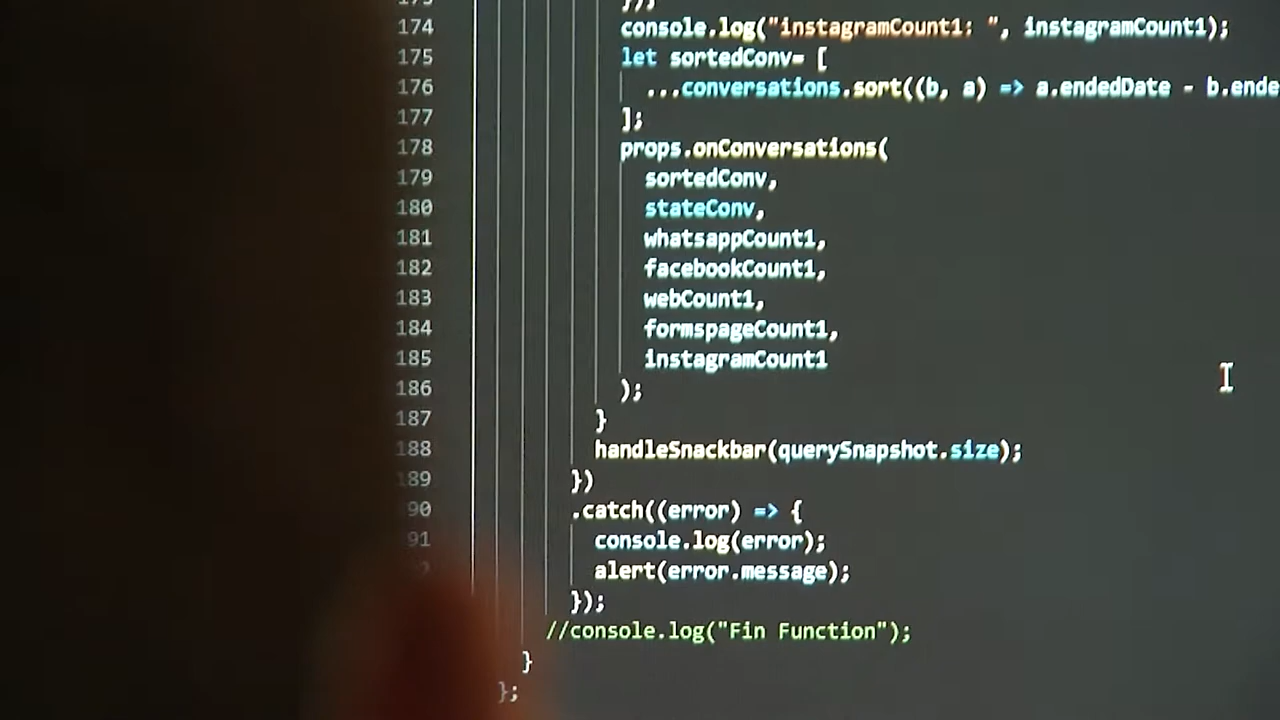 173 });
174 console.log("instagramCount1: ", instagramCount1);
175 let sortedConv= [
176 ...conversations.sort((b, a) => a.endedDate - b.ende
177 ];
178 props.onConversations(
179 sortedConv,
180 stateConv,
181 whatsappCount1,
182 facebookCount1,
183 webCount1,
184 formspageCount1,
185 instagramCount1
186 );
187 }
188 handleSnackbar(querySnapshot.size);
189 })
90 .catch((error) => {
91 console.log(error);
2 alert(error.message);
});
//console.log("Fin Function");
}
};